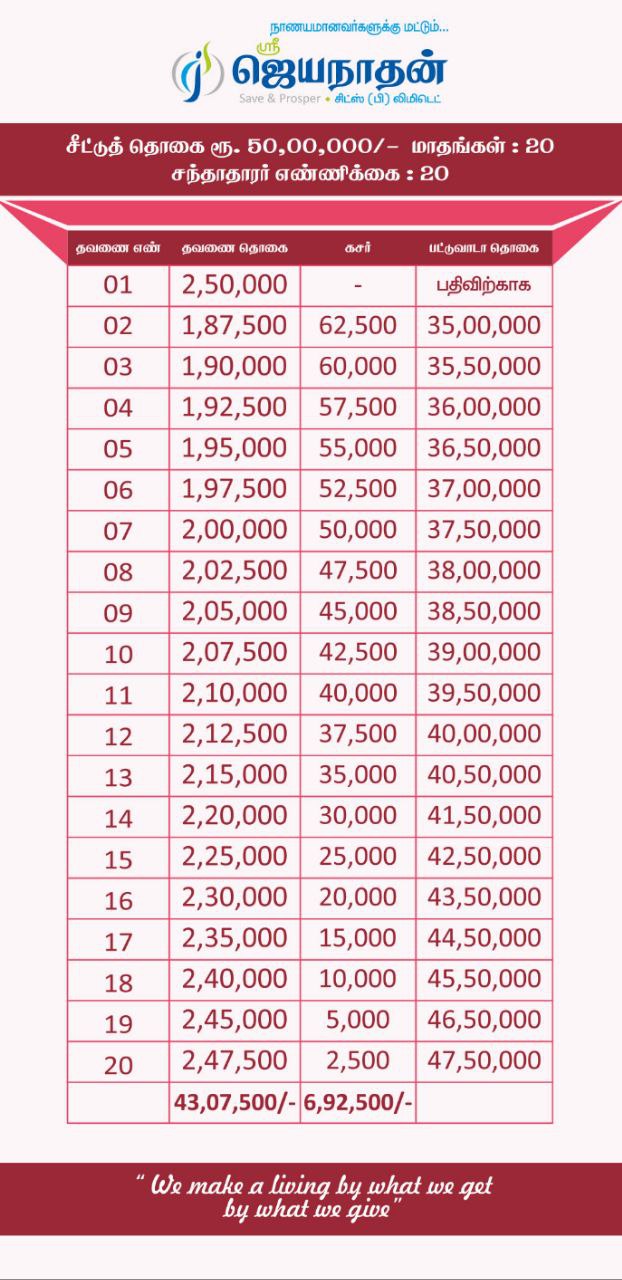 நாணயமானவர்களுக்கு மட்டும்...
ஸ்ரீ
ஜெயநாதன்
Save & Prosper • சிட்ஸ் (பி) லிமிடெட்
சீட்டுத் தொகை ரூ. 50,00,000/- மாதங்கள் : 20
சந்தாதாரர் எண்ணிக்கை : 20
தவணை எண் தவணை தொகை கசர் பட்டுவாடா தொகை
01 2,50,000 - பதிவிற்காக
02 1,87,500 62,500 35,00,000
03 1,90,000 60,000 35,50,000
04 1,92,500 57,500 36,00,000
05 1,95,000 55,000 36,50,000
06 1,97,500 52,500 37,00,000
07 2,00,000 50,000 37,50,000
08 2,02,500 47,500 38,00,000
09 2,05,000 45,000 38,50,000
10 2,07,500 42,500 39,00,000
11 2,10,000 40,000 39,50,000
12 2,12,500 37,500 40,00,000
13 2,15,000 35,000 40,50,000
14 2,20,000 30,000 41,50,000
15 2,25,000 25,000 42,50,000
16 2,30,000 20,000 43,50,000
17 2,35,000 15,000 44,50,000
18 2,40,000 10,000 45,50,000
19 2,45,000 5,000 46,50,000
20 2,47,500 2,500 47,50,000
43,07,500/- 6,92,500/-
“ We make a living by what we get
by what we give”